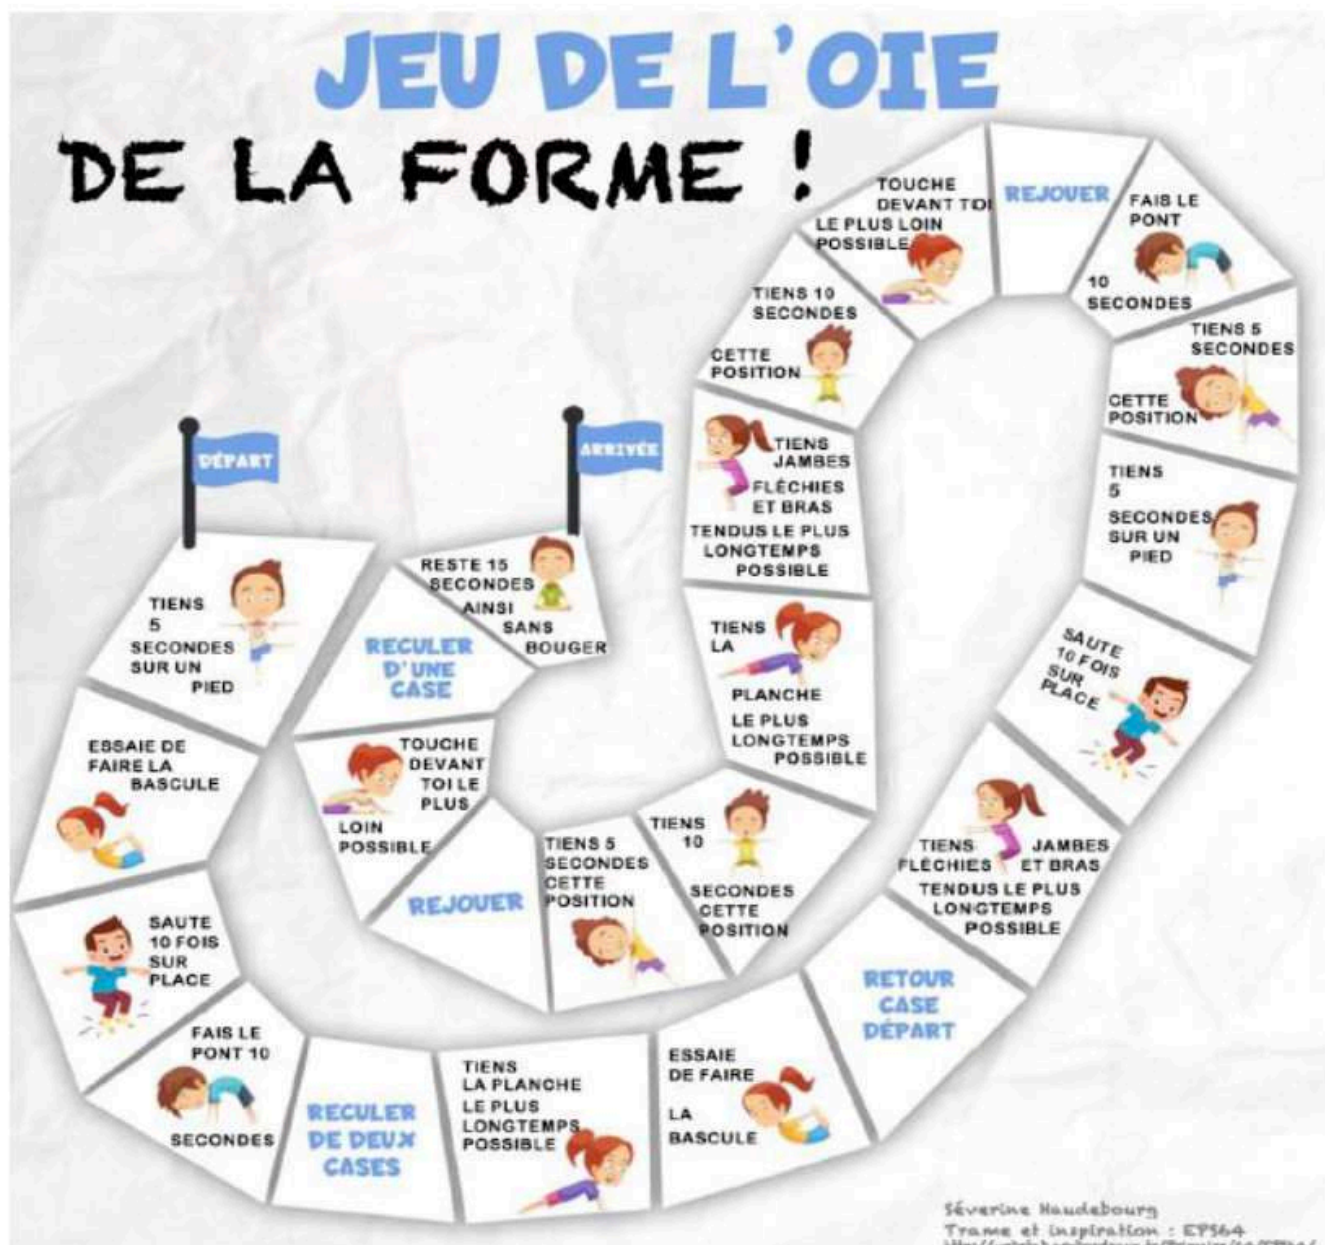 JEU DE L'OIE
DE LA FORME !
DÉPART
TIENS
5
SECONDES
SUR UN
PIED
ESSAIE DE
FAIRE LA
BASCULE
SAUTE
10 FOIS
SUR
PLACE
FAIS LE
PONT 10
SECONDES
RECULER
DE DEUX
CASES
TIENS
LA PLANCHE
LE PLUS
LONGTEMPS
POSSIBLE
ESSAIE
DE FAIRE
LA
BASCULE
RETOUR
CASE
DÉPART
TIENS JAMBES
FLÉCHIES ET BRAS
TENDUS LE PLUS
LONGTEMPS
POSSIBLE
SAUTE
10 FOIS
SUR
PLACE
TIENS
5
SECONDES
SUR UN
PIED
TIENS 5
SECONDES
CETTE
POSITION
FAIS LE
PONT
10
SECONDES
REJOUER
TOUCHE
DEVANT TOI
LE PLUS LOIN
POSSIBLE
TIENS 10
SECONDES
CETTE
POSITION
TIENS
JAMBES
FLÉCHIES
ET BRAS
TENDUS LE PLUS
LONGTEMPS
POSSIBLE
TIENS
LA
PLANCHE
LE PLUS
LONGTEMPS
POSSIBLE
TIENS
10
SECONDES
CETTE
POSITION
TIENS 5
SECONDES
CETTE
POSITION
REJOUER
TOUCHE
DEVANT
TOI LE
PLUS
LOIN
POSSIBLE
RECULER
D'UNE
CASE
RESTE 15
SECONDES
AINSI
SANS
BOUGER
ARRIVÉE
Séverine Haudebourg
Trame et inspiration : EPS64